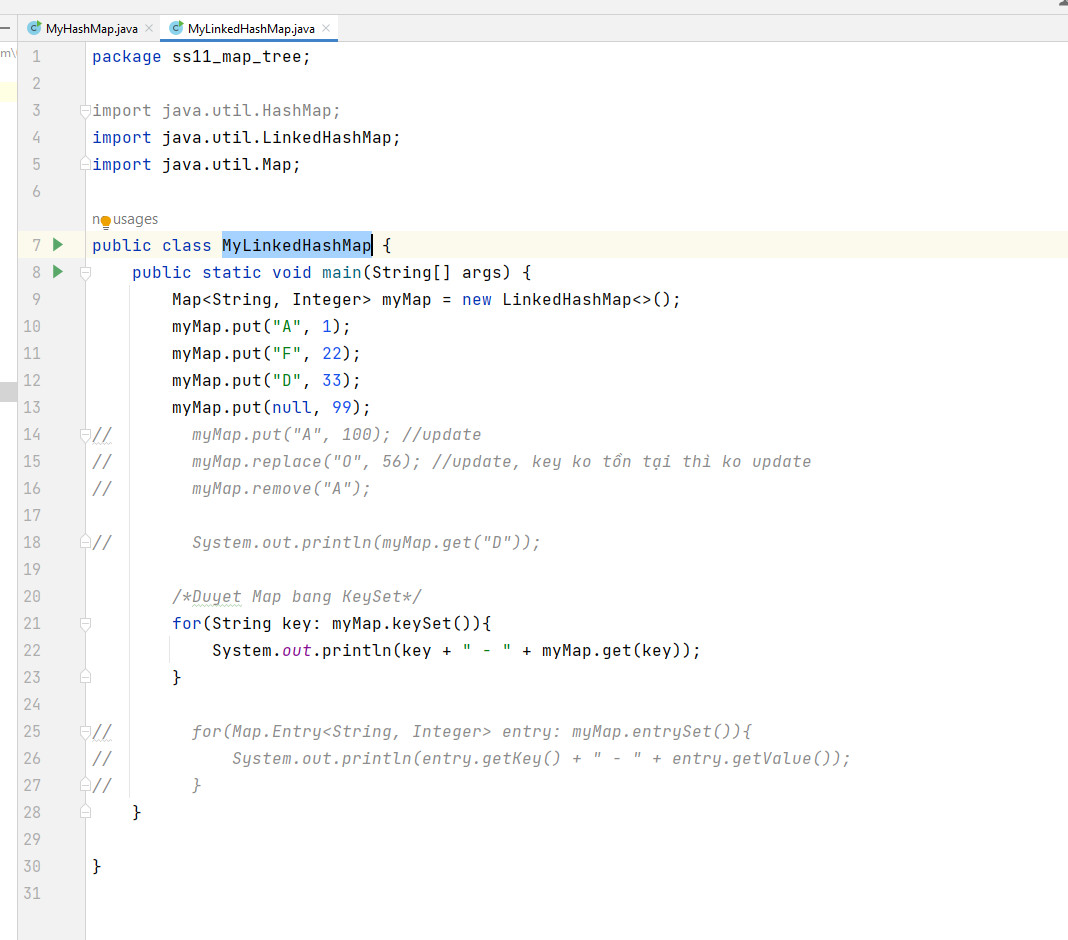 MyHashMap.java MyLinkedHashMap.java
1 package ss11_map_tree;
2
3 import java.util.HashMap;
4 import java.util.LinkedHashMap;
5 import java.util.Map;
6
usages
7 public class MyLinkedHashMap {
8 public static void main(String[] args) {
9 Map<String, Integer> myMap = new LinkedHashMap<>();
10 myMap.put("A", 1);
11 myMap.put("F", 22);
12 myMap.put("D", 33);
13 myMap.put(null, 99);
14 // myMap.put("A", 100); //update
15 // myMap.replace("O", 56); //update, key ko tồn tại thì ko update
16 // myMap.remove("A");
17
18 // System.out.println(myMap.get("D"));
19
20 /*Duyet Map bang KeySet*/
21 for(String key: myMap.keySet()){
22 System.out.println(key + " - " + myMap.get(key));
23 }
24
25 // for(Map.Entry<String, Integer> entry: myMap.entrySet()){
26 // System.out.println(entry.getKey() + " - " + entry.getValue());
27 // }
28 }
29
30 }
31